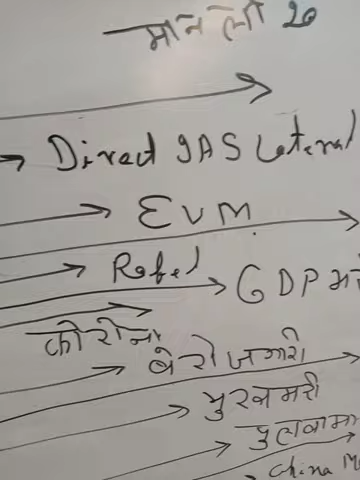 मान लो 20
Direct IAS Lateral
EVM
Rafel
GDP
कोरोना
बेरोजगारी
भुखमरी
पुलवामा
China